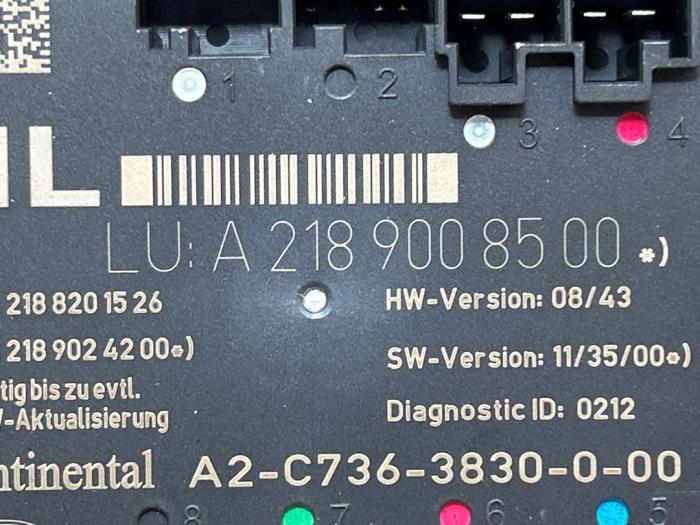 1 2
3 4
HL
LU: A 218 900 85 00 *)
218 820 15 26
HW-Version: 08/43
218 902 42 00*)
SW-Version: 11/35/00*)
tig bis zu evtl.
-Aktualisierung
Diagnostic ID: 0212
ntinental A2-C736-3830-0-00
8 7 6 5